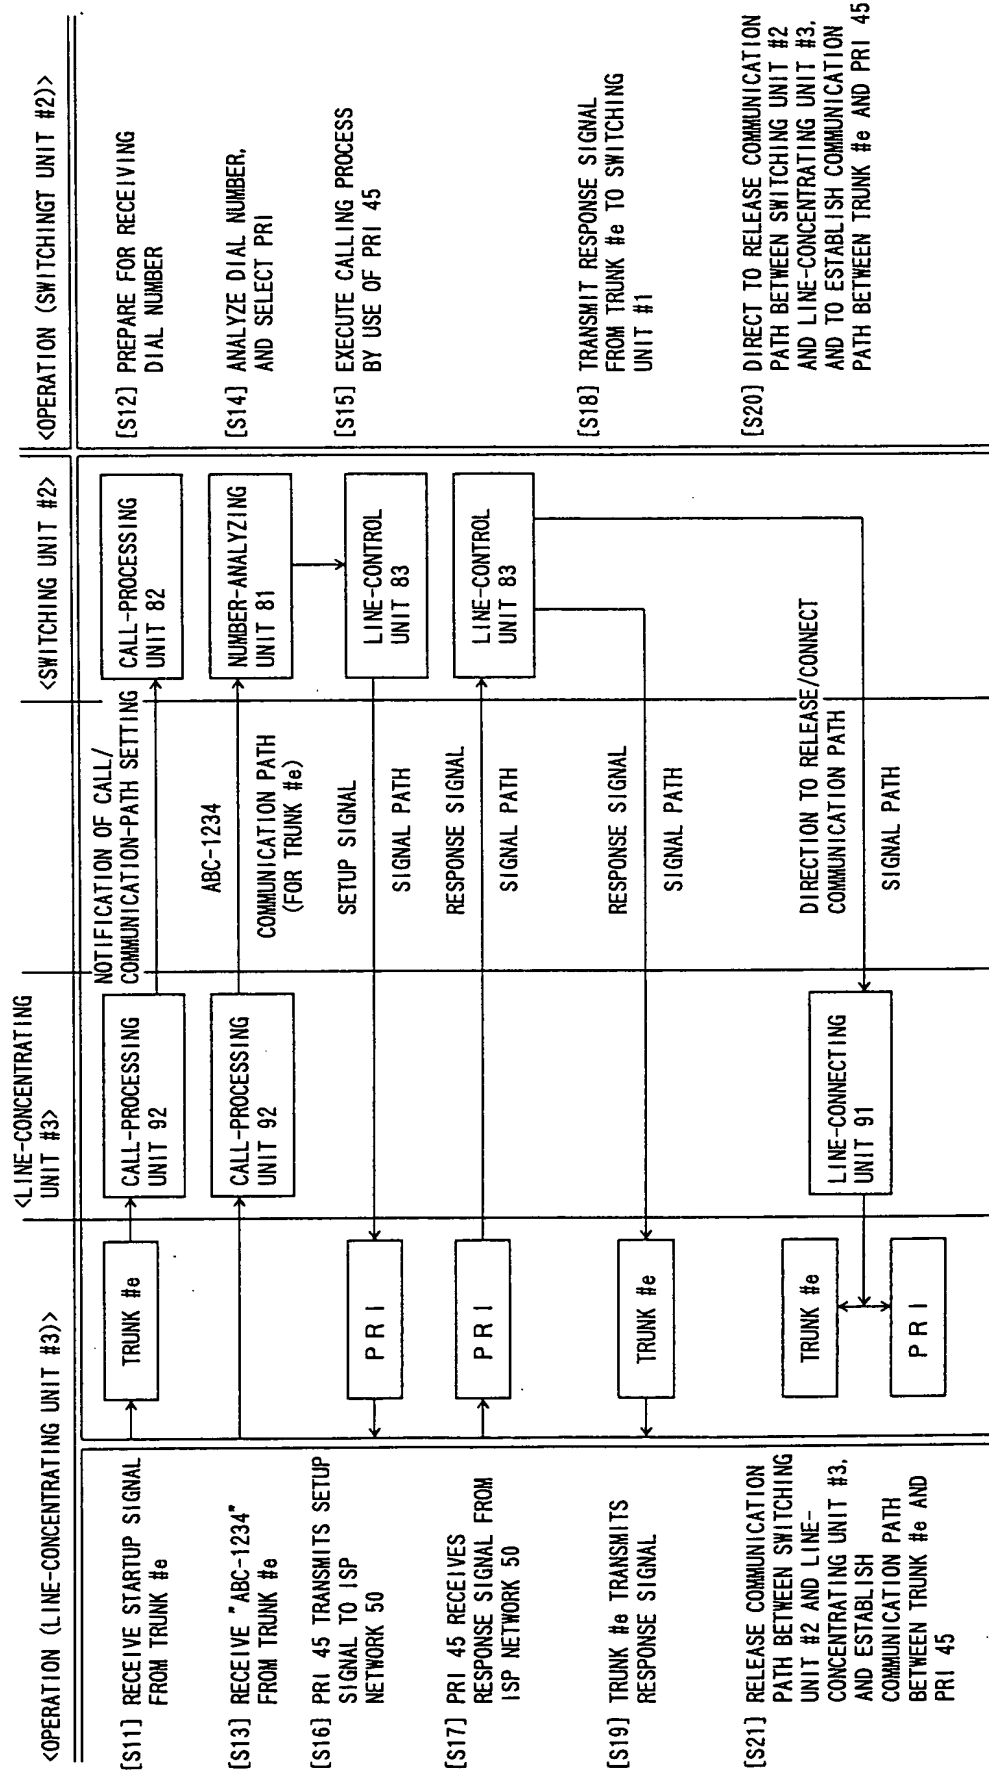 <OPERATION (LINE-CONCENTRATING UNIT #3)>
<LINE-CONCENTRATING
UNIT #3>
<SWITCHING UNIT #2>
<OPERATION (SWITCHINGT UNIT #2)>
[S11] RECEIVE STARTUP SIGNAL
FROM TRUNK #e
TRUNK #e
CALL-PROCESSING
UNIT 92
NOTIFICATION OF CALL/
COMMUNICATION-PATH SETTING
CALL-PROCESSING
UNIT 82
[S12] PREPARE FOR RECEIVING
DIAL NUMBER
[S13] RECEIVE "ABC-1234"
FROM TRUNK #e
CALL-PROCESSING
UNIT 92
ABC-1234
COMMUNICATION PATH
(FOR TRUNK #e)
NUMBER-ANALYZING
UNIT 81
[S14] ANALYZE DIAL NUMBER,
AND SELECT PRI
[S16] PRI 45 TRANSMITS SETUP
SIGNAL TO ISP
NETWORK 50
PRI
SETUP SIGNAL
SIGNAL PATH
LINE-CONTROL
UNIT 83
[S15] EXECUTE CALLING PROCESS
BY USE OF PRI 45
[S17] PRI 45 RECEIVES
RESPONSE SIGNAL FROM
ISP NETWORK 50
PRI
RESPONSE SIGNAL
SIGNAL PATH
LINE-CONTROL
UNIT 83
[S19] TRUNK #e TRANSMITS
RESPONSE SIGNAL
TRUNK #e
RESPONSE SIGNAL
SIGNAL PATH
[S18] TRANSMIT RESPONSE SIGNAL
FROM TRUNK #e TO SWITCHING
UNIT #1
[S21] RELEASE COMMUNICATION
PATH BETWEEN SWITCHING
UNIT #2 AND LINE-
CONCENTRATING UNIT #3,
AND ESTABLISH
COMMUNICATION PATH
BETWEEN TRUNK #e AND
PRI 45
TRUNK #e
PRI
LINE-CONNECTING
UNIT 91
DIRECTION TO RELEASE/CONNECT
COMMUNICATION PATH
SIGNAL PATH
[S20] DIRECT TO RELEASE COMMUNICATION
PATH BETWEEN SWITCHING UNIT #2
AND LINE-CONCENTRATING UNIT #3,
AND TO ESTABLISH COMMUNICATION
PATH BETWEEN TRUNK #e AND PRI 45